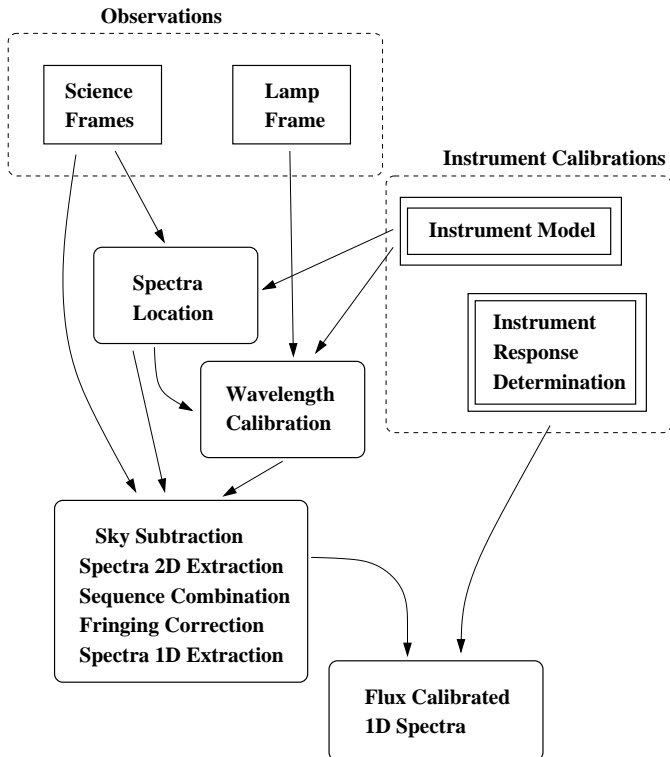 Observations
Science
Frames
Lamp
Frame
Instrument Calibrations
Instrument Model
Spectra
Location
Instrument
Response
Determination
Wavelength
Calibration
Sky Subtraction
Spectra 2D Extraction
Sequence Combination
Fringing Correction
Spectra 1D Extraction
Flux Calibrated
1D Spectra